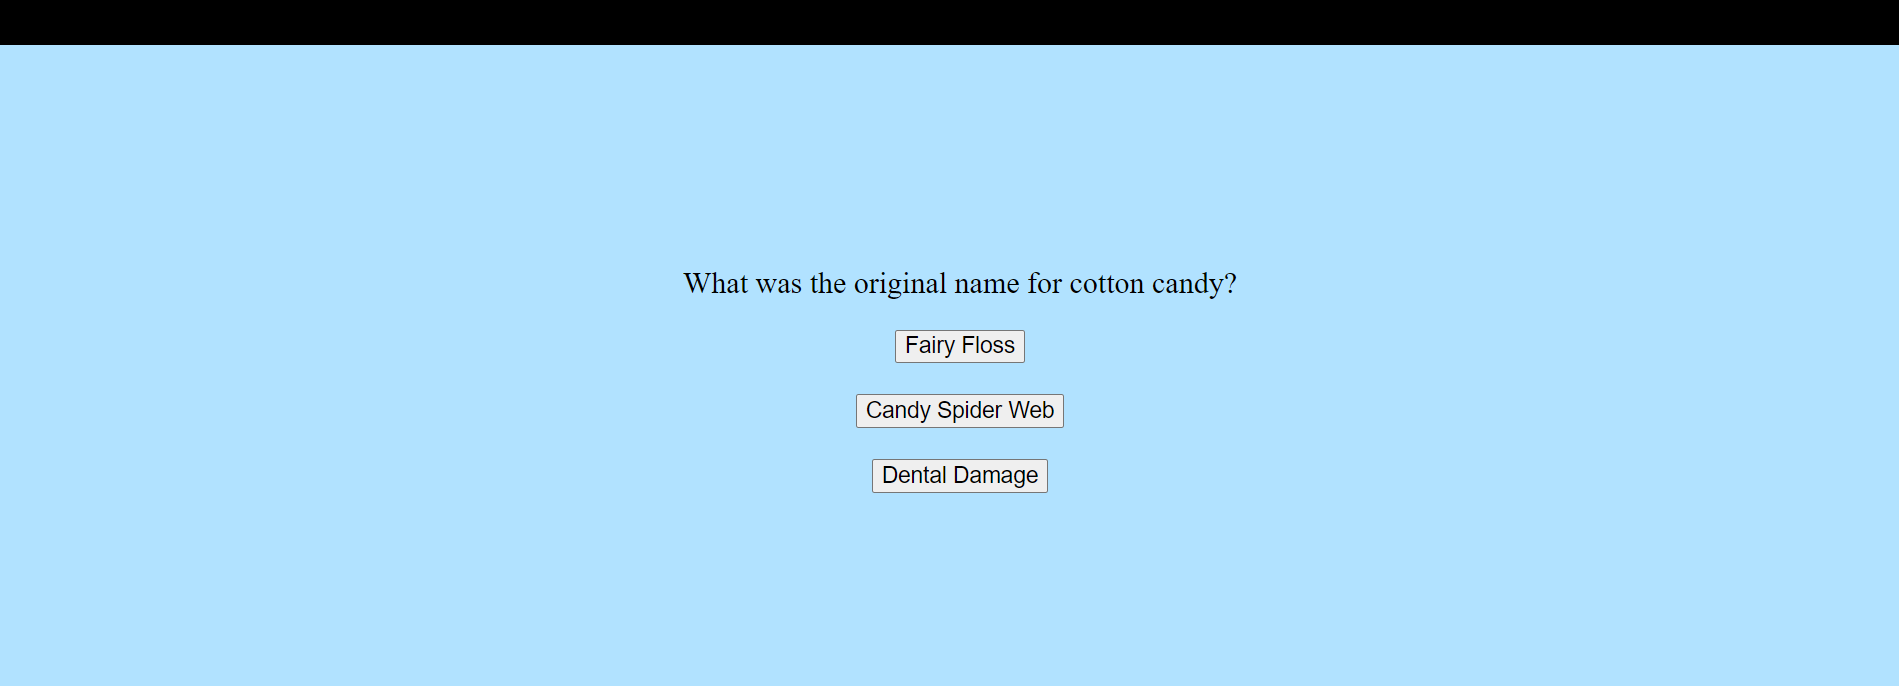 What was the original name for cotton candy?
Fairy Floss
Candy Spider Web
Dental Damage